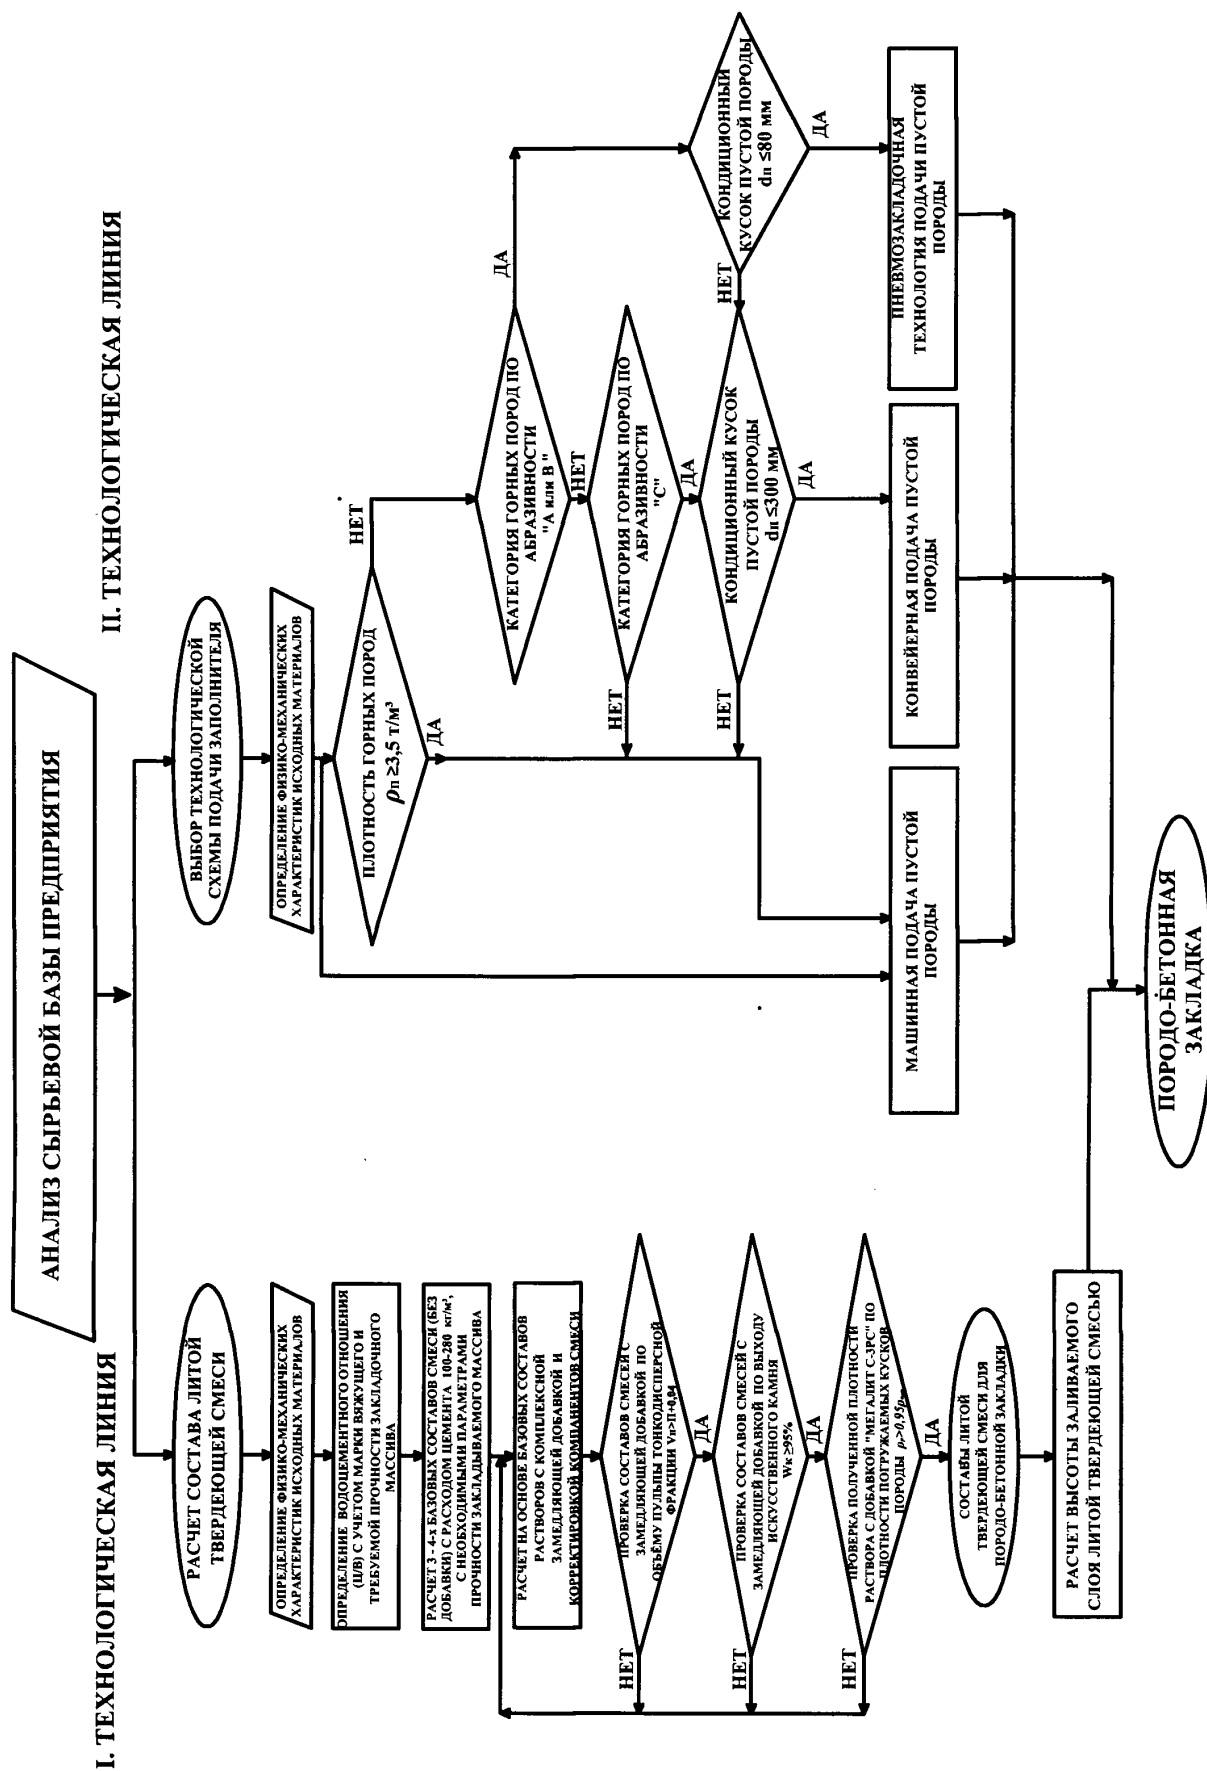 АНАЛИЗ СЫРЬЕВОЙ БАЗЫ ПРЕДПРИЯТИЯ
I. ТЕХНОЛОГИЧЕСКАЯ ЛИНИЯ
РАСЧЕТ СОСТАВА ЛИТОЙ
ТВЕРДЕЮЩЕЙ СМЕСИ
ОПРЕДЕЛЕНИЕ ФИЗИКО-МЕХАНИЧЕСКИХ
ХАРАКТЕРИСТИК ИСХОДНЫХ МАТЕРИАЛОВ
ОПРЕДЕЛЕНИЕ ВОДОЦЕМЕНТНОГО ОТНОШЕНИЯ
(Ц/В) С УЧЕТОМ МАРКИ ВЯЖУЩЕГО И
ТРЕБУЕМОЙ ПРОЧНОСТИ ЗАКЛАДОЧНОГО
МАССИВА
РАСЧЕТ 3 - 4-х БАЗОВЫХ СОСТАВОВ СМЕСИ (БЕЗ
ДОБАВКИ) С РАСХОДОМ ЦЕМЕНТА 100-280 кг/м³,
С НЕОБХОДИМЫМИ ПАРАМЕТРАМИ
ПРОЧНОСТИ ЗАКЛАДЫВАЕМОГО МАССИВА
РАСЧЕТ НА ОСНОВЕ БАЗОВЫХ СОСТАВОВ
РАСТВОРОВ С КОМПЛЕКСНОЙ
ЗАМЕДЛЯЮЩЕЙ ДОБАВКОЙ И
КОРРЕКТИРОВКОЙ КОМПАНЕНТОВ СМЕСИ
ПРОВЕРКА СОСТАВОВ СМЕСЕЙ С
ЗАМЕДЛЯЮЩЕЙ ДОБАВКОЙ ПО
ОБЪЁМУ ПУЛЬПЫ ТОНКОДИСПЕРСНОЙ
ФРАКЦИИ Vп>П+0,04
НЕТ
ДА
ПРОВЕРКА СОСТАВОВ СМЕСЕЙ С
ЗАМЕДЛЯЮЩЕЙ ДОБАВКОЙ ПО ВЫХОДУ
ИСКУССТВЕННОГО КАМНЯ
Wк ≥95%
НЕТ
ДА
ПРОВЕРКА ПОЛУЧЕННОЙ ПЛОТНОСТИ
РАСТВОРА С ДОБАВКОЙ "МЕГАЛИТ С-3РС" ПО
ПЛОТНОСТИ ПОГРУЖАЕМЫХ КУСКОВ
ПОРОДЫ
НЕТ
ДА
СОСТАВЫ ЛИТОЙ
ТВЕРДЕЮЩЕЙ СМЕСИ ДЛЯ
ПОРОДО-БЕТОННОЙ ЗАКЛАДКИ
РАСЧЕТ ВЫСОТЫ ЗАЛИВАЕМОГО
СЛОЯ ЛИТОЙ ТВЕРДЕЮЩЕЙ СМЕСЬЮ
II. ТЕХНОЛОГИЧЕСКАЯ ЛИНИЯ
ВЫБОР ТЕХНОЛОГИЧЕСКОЙ
СХЕМЫ ПОДАЧИ ЗАПОЛНИТЕЛЯ
ОПРЕДЕЛЕНИЕ ФИЗИКО-МЕХАНИЧЕСКИХ
ХАРАКТЕРИСТИК ИСХОДНЫХ МАТЕРИАЛОВ
ПЛОТНОСТЬ ГОРНЫХ ПОРОД
ρп ≥3,5 т/м³
НЕТ
ДА
КАТЕГОРИЯ ГОРНЫХ ПОРОД ПО
АБРАЗИВНОСТИ
"А или В"
ДА
НЕТ
КАТЕГОРИЯ ГОРНЫХ ПОРОД ПО
АБРАЗИВНОСТИ
"С"
НЕТ
ДА
КОНДИЦИОННЫЙ
КУСОК ПУСТОЙ ПОРОДЫ
dп ≤80 мм
НЕТ
ДА
КОНДИЦИОННЫЙ КУСОК
ПУСТОЙ ПОРОДЫ
dп ≤300 мм
НЕТ
ДА
МАШИННАЯ ПОДАЧА ПУСТОЙ
ПОРОДЫ
КОНВЕЙЕРНАЯ ПОДАЧА ПУСТОЙ
ПОРОДЫ
ПНЕВМОЗАКЛАДОЧНАЯ
ТЕХНОЛОГИЯ ПОДАЧИ ПУСТОЙ
ПОРОДЫ
ПОРОДО-БЕТОННАЯ
ЗАКЛАДКА